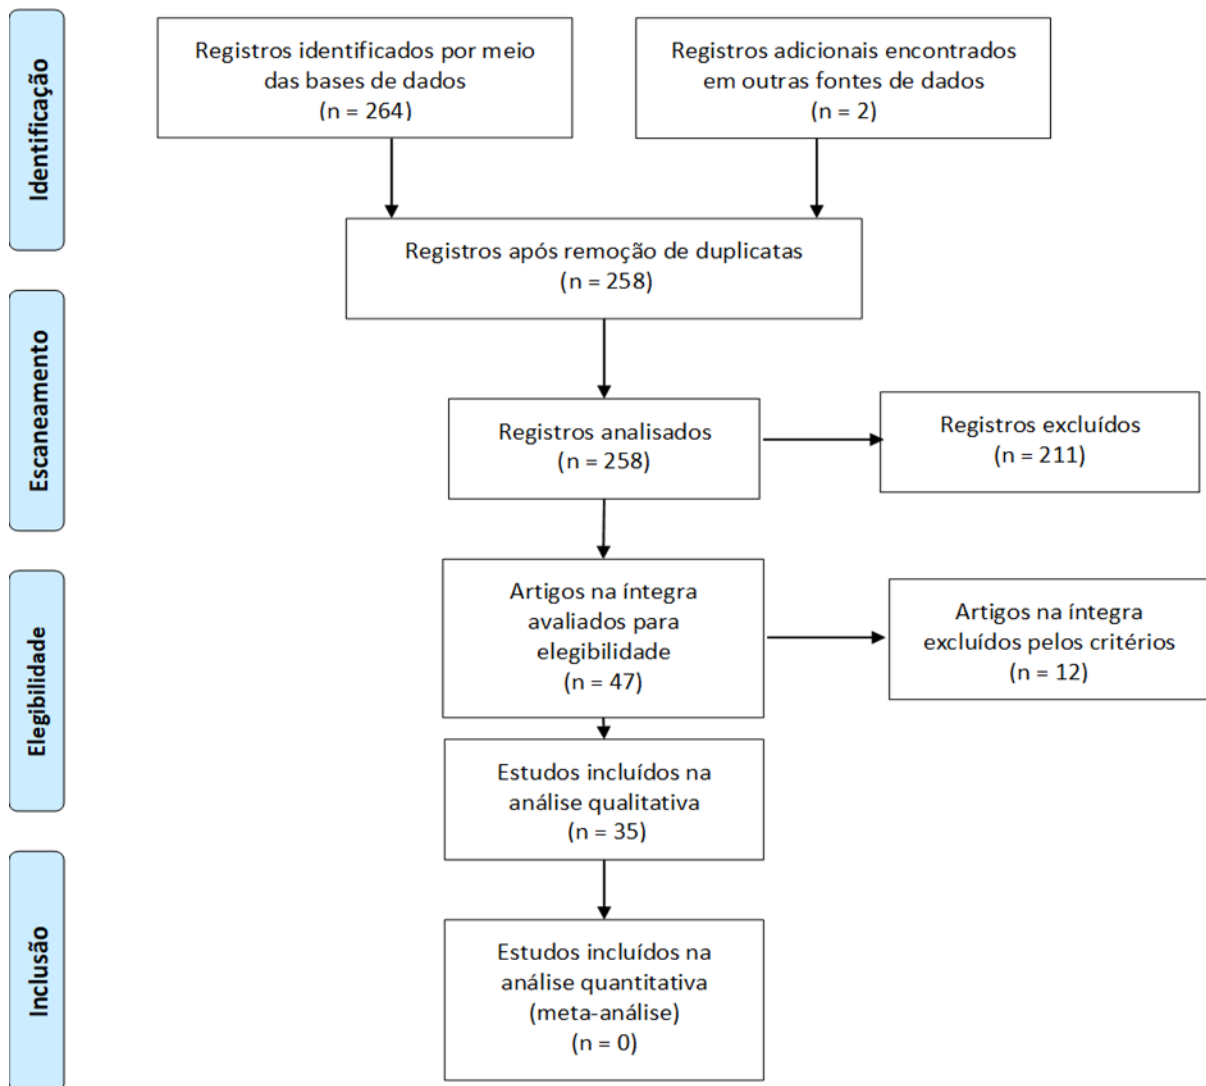 Identificação
Registros identificados por meio
das bases de dados
(n = 264)
Registros adicionais encontrados
em outras fontes de dados
(n = 2)
Registros após remoção de duplicatas
(n = 258)
Escaneamento
Registros analisados
(n = 258)
Registros excluídos
(n = 211)
Elegibilidade
Artigos na íntegra
avaliados para
elegibilidade
(n = 47)
Artigos na íntegra
excluídos pelos critérios
(n = 12)
Estudos incluídos na
análise qualitativa
(n = 35)
Inclusão
Estudos incluídos na
análise quantitativa
(meta-análise)
(n = 0)